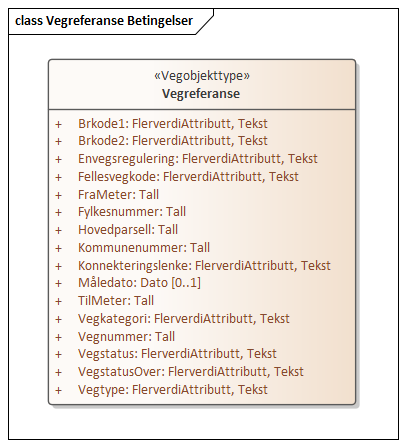 class Vegreferanse Betingelser
«Vegobjekttype»
Vegreferanse
+ Brkode1: FlerverdiAttributt, Tekst
+ Brkode2: FlerverdiAttributt, Tekst
+ Envegsregulering: FlerverdiAttributt, Tekst
+ Fellesvegkode: FlerverdiAttributt, Tekst
+ FraMeter: Tall
+ Fylkesnummer: Tall
+ Hovedparsell: Tall
+ Kommunenummer: Tall
+ Konnekteringslenke: FlerverdiAttributt, Tekst
+ Måledato: Dato [0..1]
+ TilMeter: Tall
+ Vegkategori: FlerverdiAttributt, Tekst
+ Vegnummer: Tall
+ Vegstatus: FlerverdiAttributt, Tekst
+ VegstatusOver: FlerverdiAttributt, Tekst
+ Vegtype: FlerverdiAttributt, Tekst